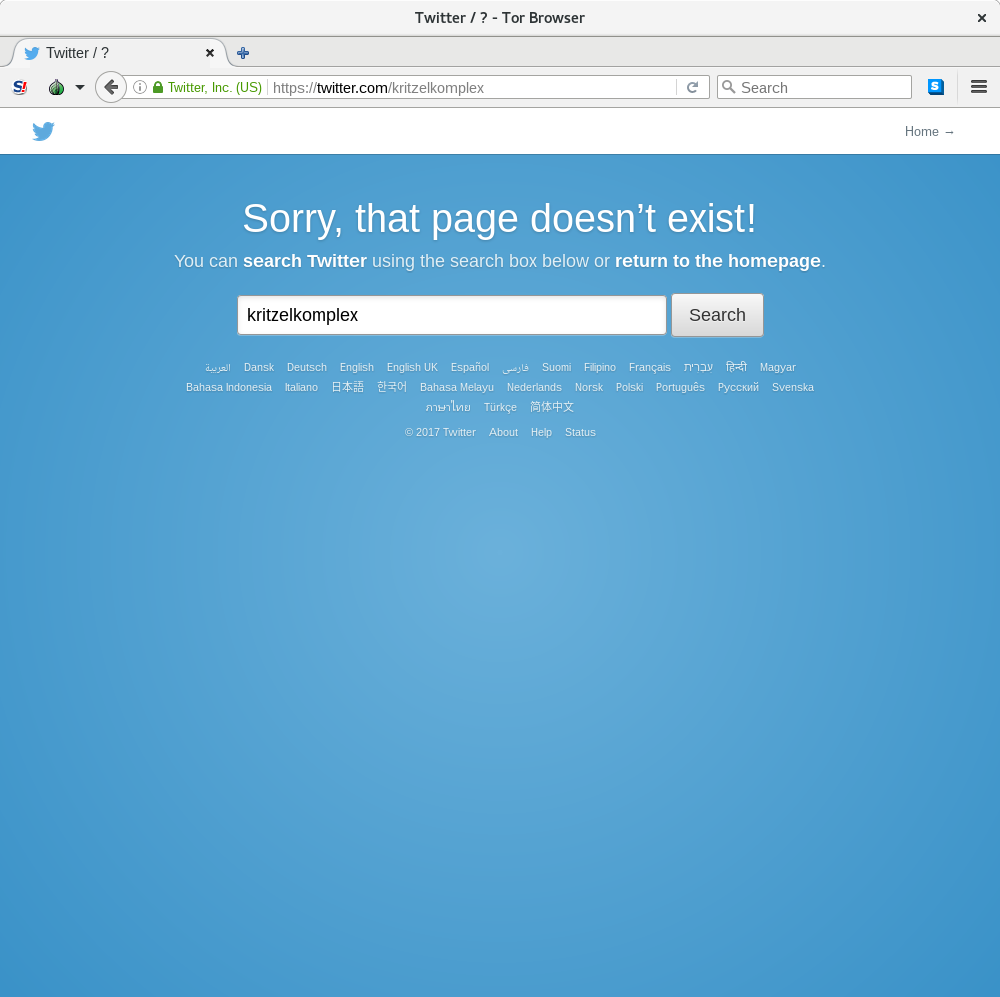 Twitter / ? - Tor Browser
Twitter / ?
S! Twitter, Inc. (US) https://twitter.com/kritzelkomplex Search S
Home →
Sorry, that page doesn’t exist!
You can search Twitter using the search box below or return to the homepage.
kritzelkomplex Search
العربية Dansk Deutsch English English UK Español فارسی Suomi Filipino Français עברית हिन्दी Magyar
Bahasa Indonesia Italiano 日本語 한국어 Bahasa Melayu Nederlands Norsk Polski Português Русский Svenska
ภาษาไทย Türkçe 简体中文
© 2017 Twitter About Help Status